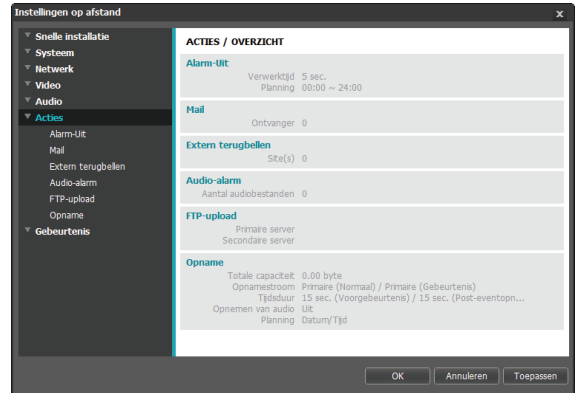 Instellingen op afstand
x
Snelle installatie
Systeem
Netwerk
Video
Audio
Acties
Alarm-Uit
Mail
Extern terugbellen
Audio-alarm
FTP-upload
Opname
Gebeurtenis
ACTIES / OVERZICHT
Alarm-Uit
Verwerktijd 5 sec.
Planning 00:00 ~ 24:00
Mail
Ontvanger 0
Extern terugbellen
Site(s) 0
Audio-alarm
Aantal audiobestanden 0
FTP-upload
Primaire server
Secondaire server
Opname
Totale capaciteit 0.00 byte
Opnamestroom Primaire (Normaal) / Primaire (Gebeurtenis)
Tijdsduur 15 sec. (Voorgebeurtenis) / 15 sec. (Post-eventopn...
Opnemen van audio Uit
Planning Datum/Tijd
OK Annuleren Toepassen